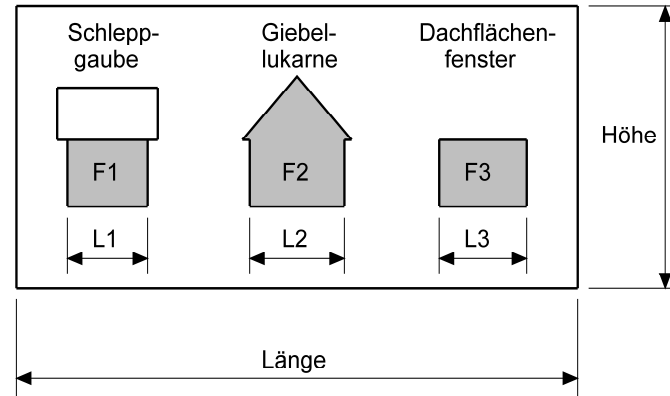 Schlepp-
gaube
Giebel-
lukarne
Dachflächen-
fenster
Höhe
F1
F2
F3
L1
L2
L3
Länge